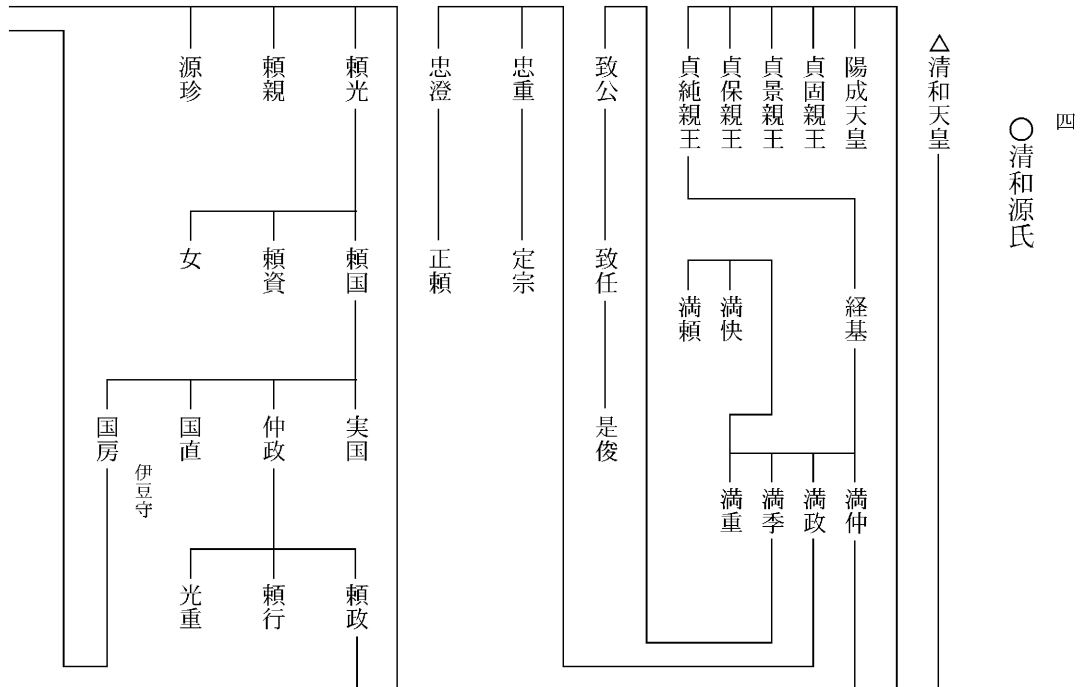 四
○清和源氏
△清和天皇
陽成天皇
貞固親王
貞景親王
貞保親王
貞純親王
経基
満仲
満政
満季
満重
満快
満頼
致公
致任
是俊
忠重
定宗
忠澄
正頼
頼光
頼親
源珍
頼国
頼資
女
実国
仲政
国直
国房
伊豆守
頼政
頼行
光重